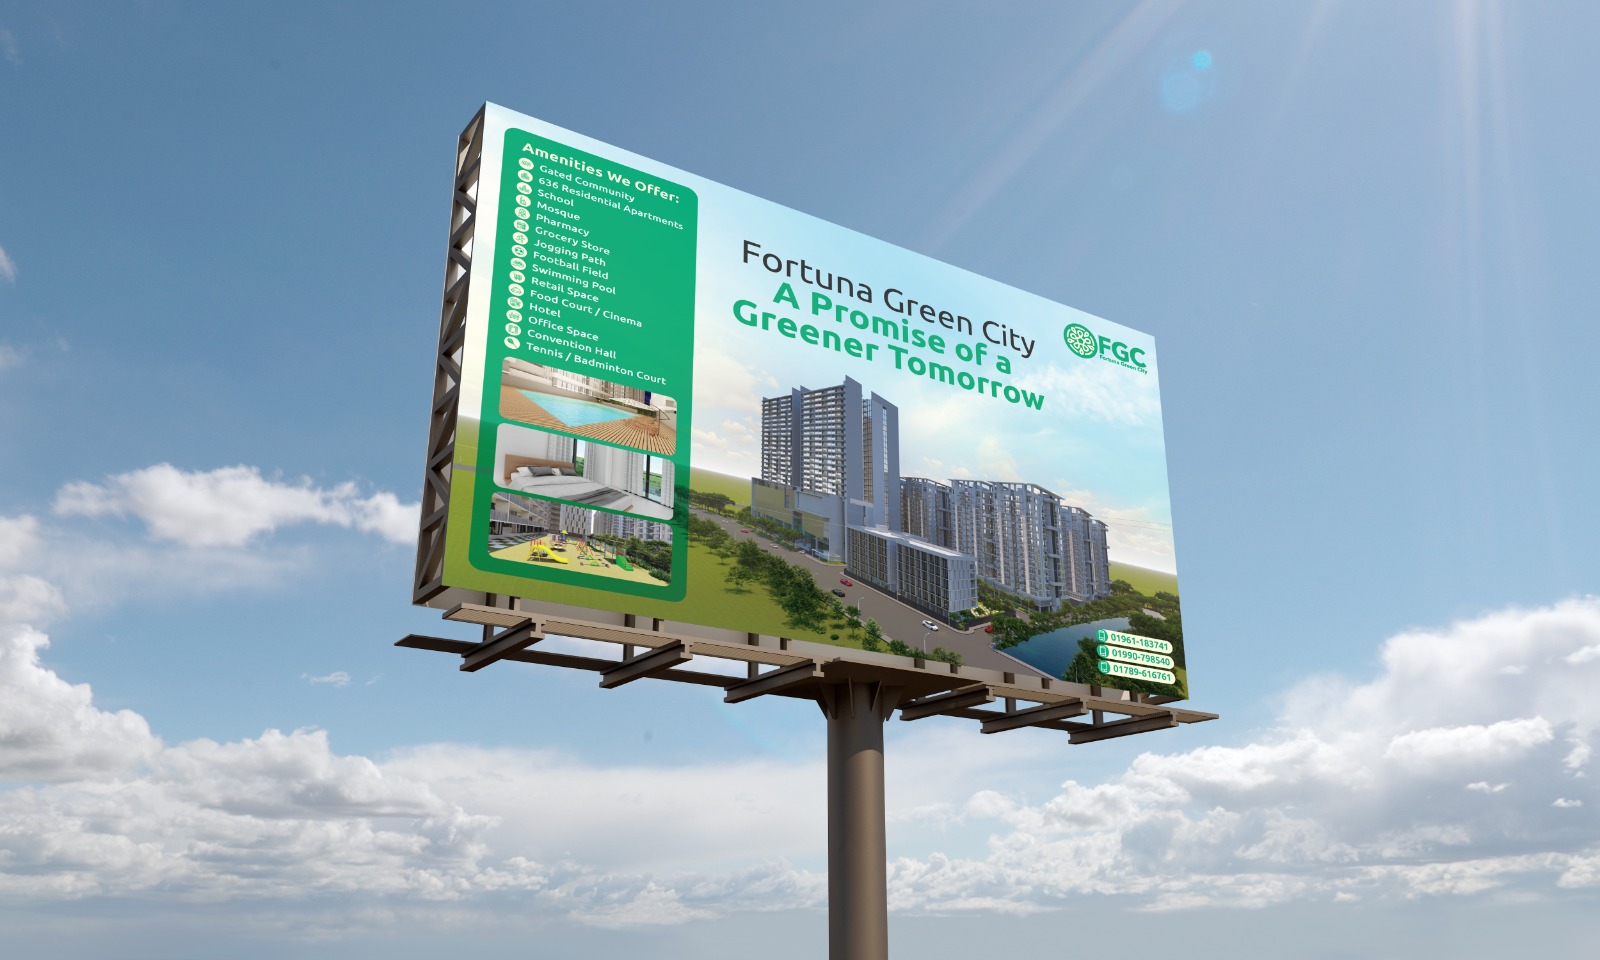 Amenities We Offer:
Gated Community
636 Residential Apartments
School
Mosque
Pharmacy
Grocery Store
Jogging Path
Football Field
Swimming Pool
Retail Space
Food Court / Cinema
Hotel
Office Space
Convention Hall
Tennis / Badminton Court
Fortuna Green City
A Promise of a
Greener Tomorrow
FGC
Fortuna Green City
01961-183741
01990-798540
01789-616761